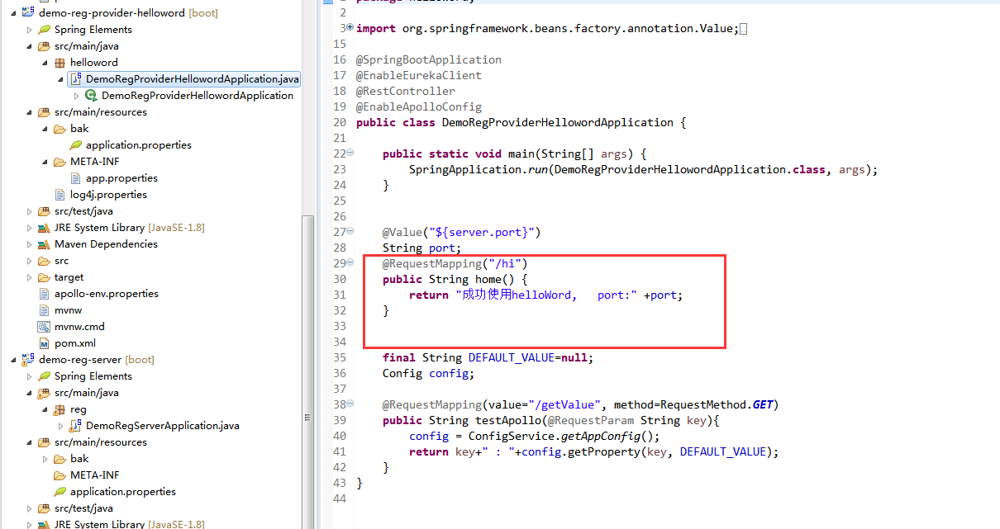 demo-reg-provider-helloword [boot]
Spring Elements
src/main/java
helloword
DemoRegProviderHellowordApplication.java
DemoRegProviderHellowordApplication
src/main/resources
bak
application.properties
META-INF
app.properties
log4j.properties
src/test/java
JRE System Library [JavaSE-1.8]
Maven Dependencies
src
target
apollo-env.properties
mvnw
mvnw.cmd
pom.xml
demo-reg-server [boot]
Spring Elements
src/main/java
reg
DemoRegServerApplication.java
src/main/resources
bak
META-INF
application.properties
src/test/java
JRE System Library [JavaSE-1.8]
2
3 import org.springframework.beans.factory.annotation.Value;
15
16 @SpringBootApplication
17 @EnableEurekaClient
18 @RestController
19 @EnableApolloConfig
20 public class DemoRegProviderHellowordApplication {
21
22 public static void main(String[] args) {
23 SpringApplication.run(DemoRegProviderHellowordApplication.class, args);
24 }
25
26
27 @Value("${server.port}")
28 String port;
29 @RequestMapping("/hi")
30 public String home() {
31 return "成功使用helloWord,   port:" +port;
32 }
33
34
35 final String DEFAULT_VALUE=null;
36 Config config;
37
38 @RequestMapping(value="/getValue", method=RequestMethod.GET)
39 public String testApollo(@RequestParam String key){
40 config = ConfigService.getAppConfig();
41 return key+" : "+config.getProperty(key, DEFAULT_VALUE);
42 }
43 }
44